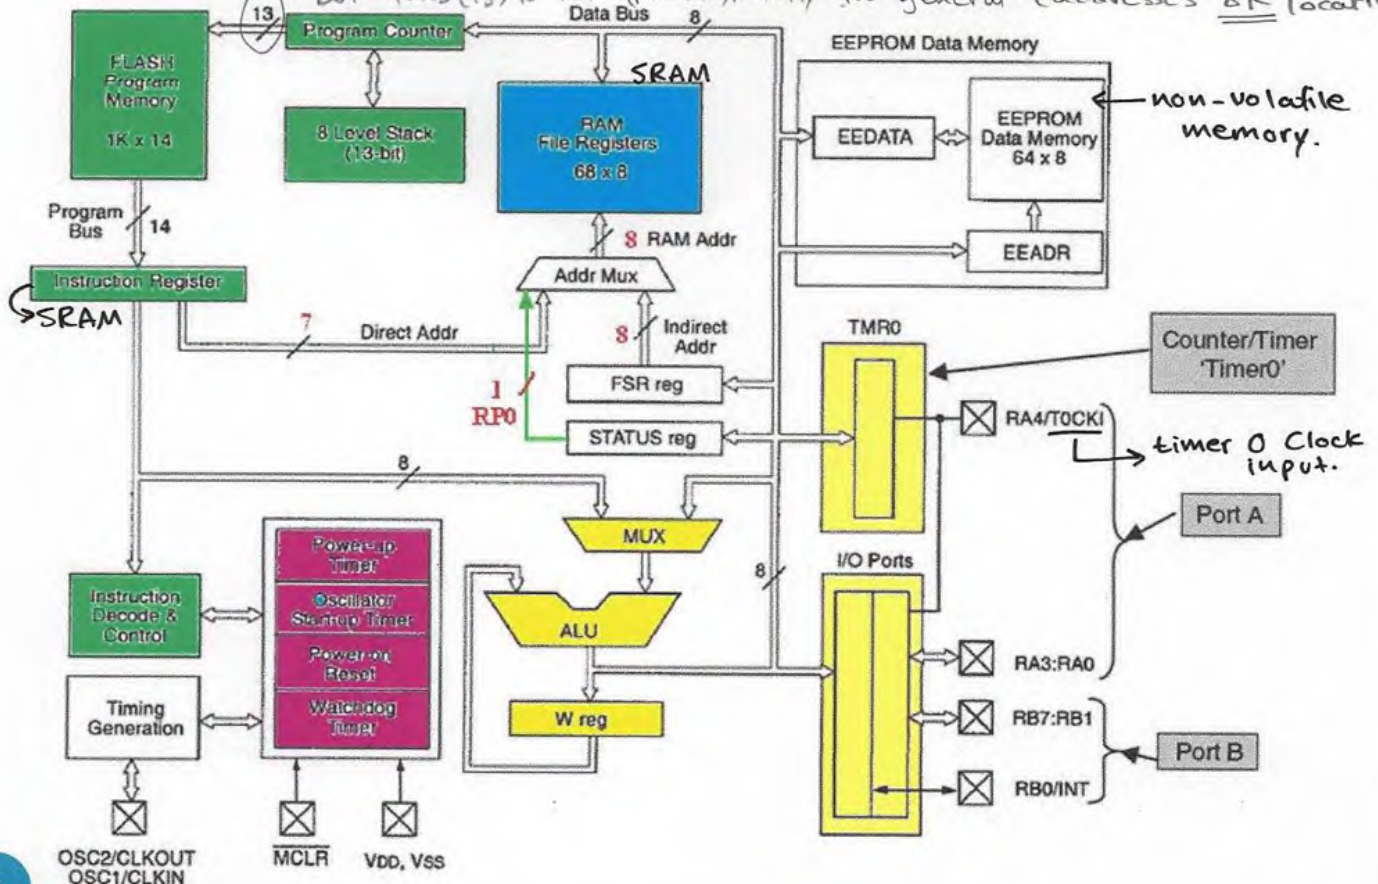 13
Data Bus
8
Program Counter
FLASH
Program
Memory
1K x 14
8 Level Stack
(13-bit)
SRAM
RAM
File Registers
68 x 8
EEPROM Data Memory
EEDATA
EEPROM
Data Memory
64 x 8
EEADR
non-volatile
memory.
Program
Bus
14
8 RAM Addr
Addr Mux
Instruction Register
SRAM
7
Direct Addr
8
Indirect
Addr
1
RP0
FSR reg
STATUS reg
TMR0
Counter/Timer
'Timer0'
RA4/T0CKI
timer 0 Clock
input.
Port A
8
MUX
ALU
W reg
8
I/O Ports
Power-up
Timer
Oscillator
Start-up Timer
Power-on
Reset
Watchdog
Timer
Instruction
Decode &
Control
Timing
Generation
RA3:RA0
RB7:RB1
Port B
RB0/INT
OSC2/CLKOUT
OSC1/CLKIN
MCLR
VDD, VSS
general addresses OR